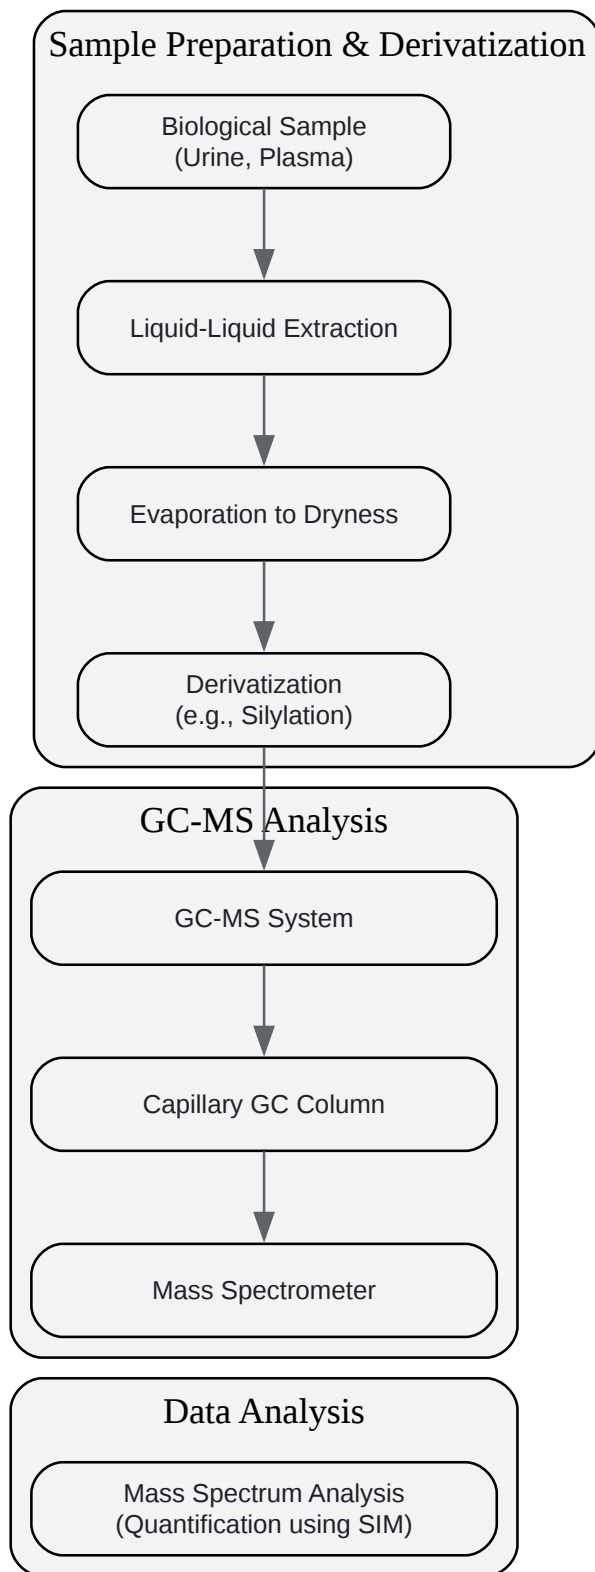 Sample Preparation & Derivatization
Biological Sample
(Urine, Plasma)
Liquid-Liquid Extraction
Evaporation to Dryness
Derivatization
(e.g., Silylation)
GC-MS Analysis
GC-MS System
Capillary GC Column
Mass Spectrometer
Data Analysis
Mass Spectrum Analysis
(Quantification using SIM)